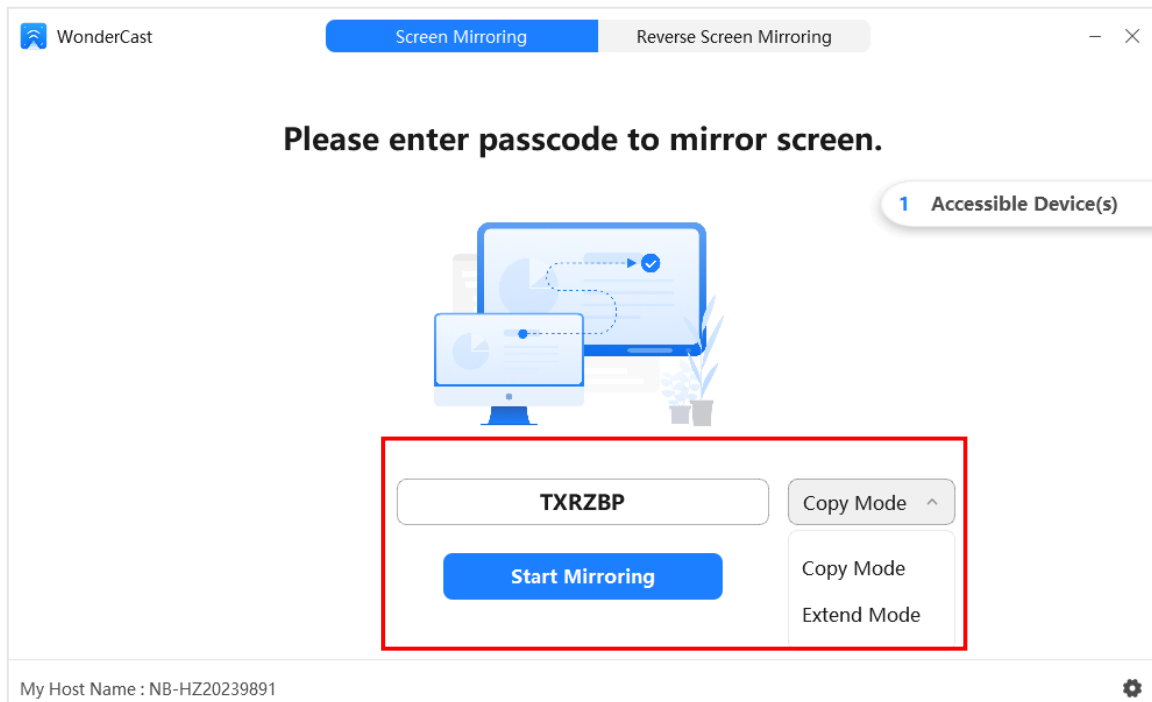 WonderCast
Screen Mirroring
Reverse Screen Mirroring
Please enter passcode to mirror screen.
1 Accessible Device(s)
TXRZBP
Copy Mode
Start Mirroring
Copy Mode
Extend Mode
My Host Name : NB-HZ20239891